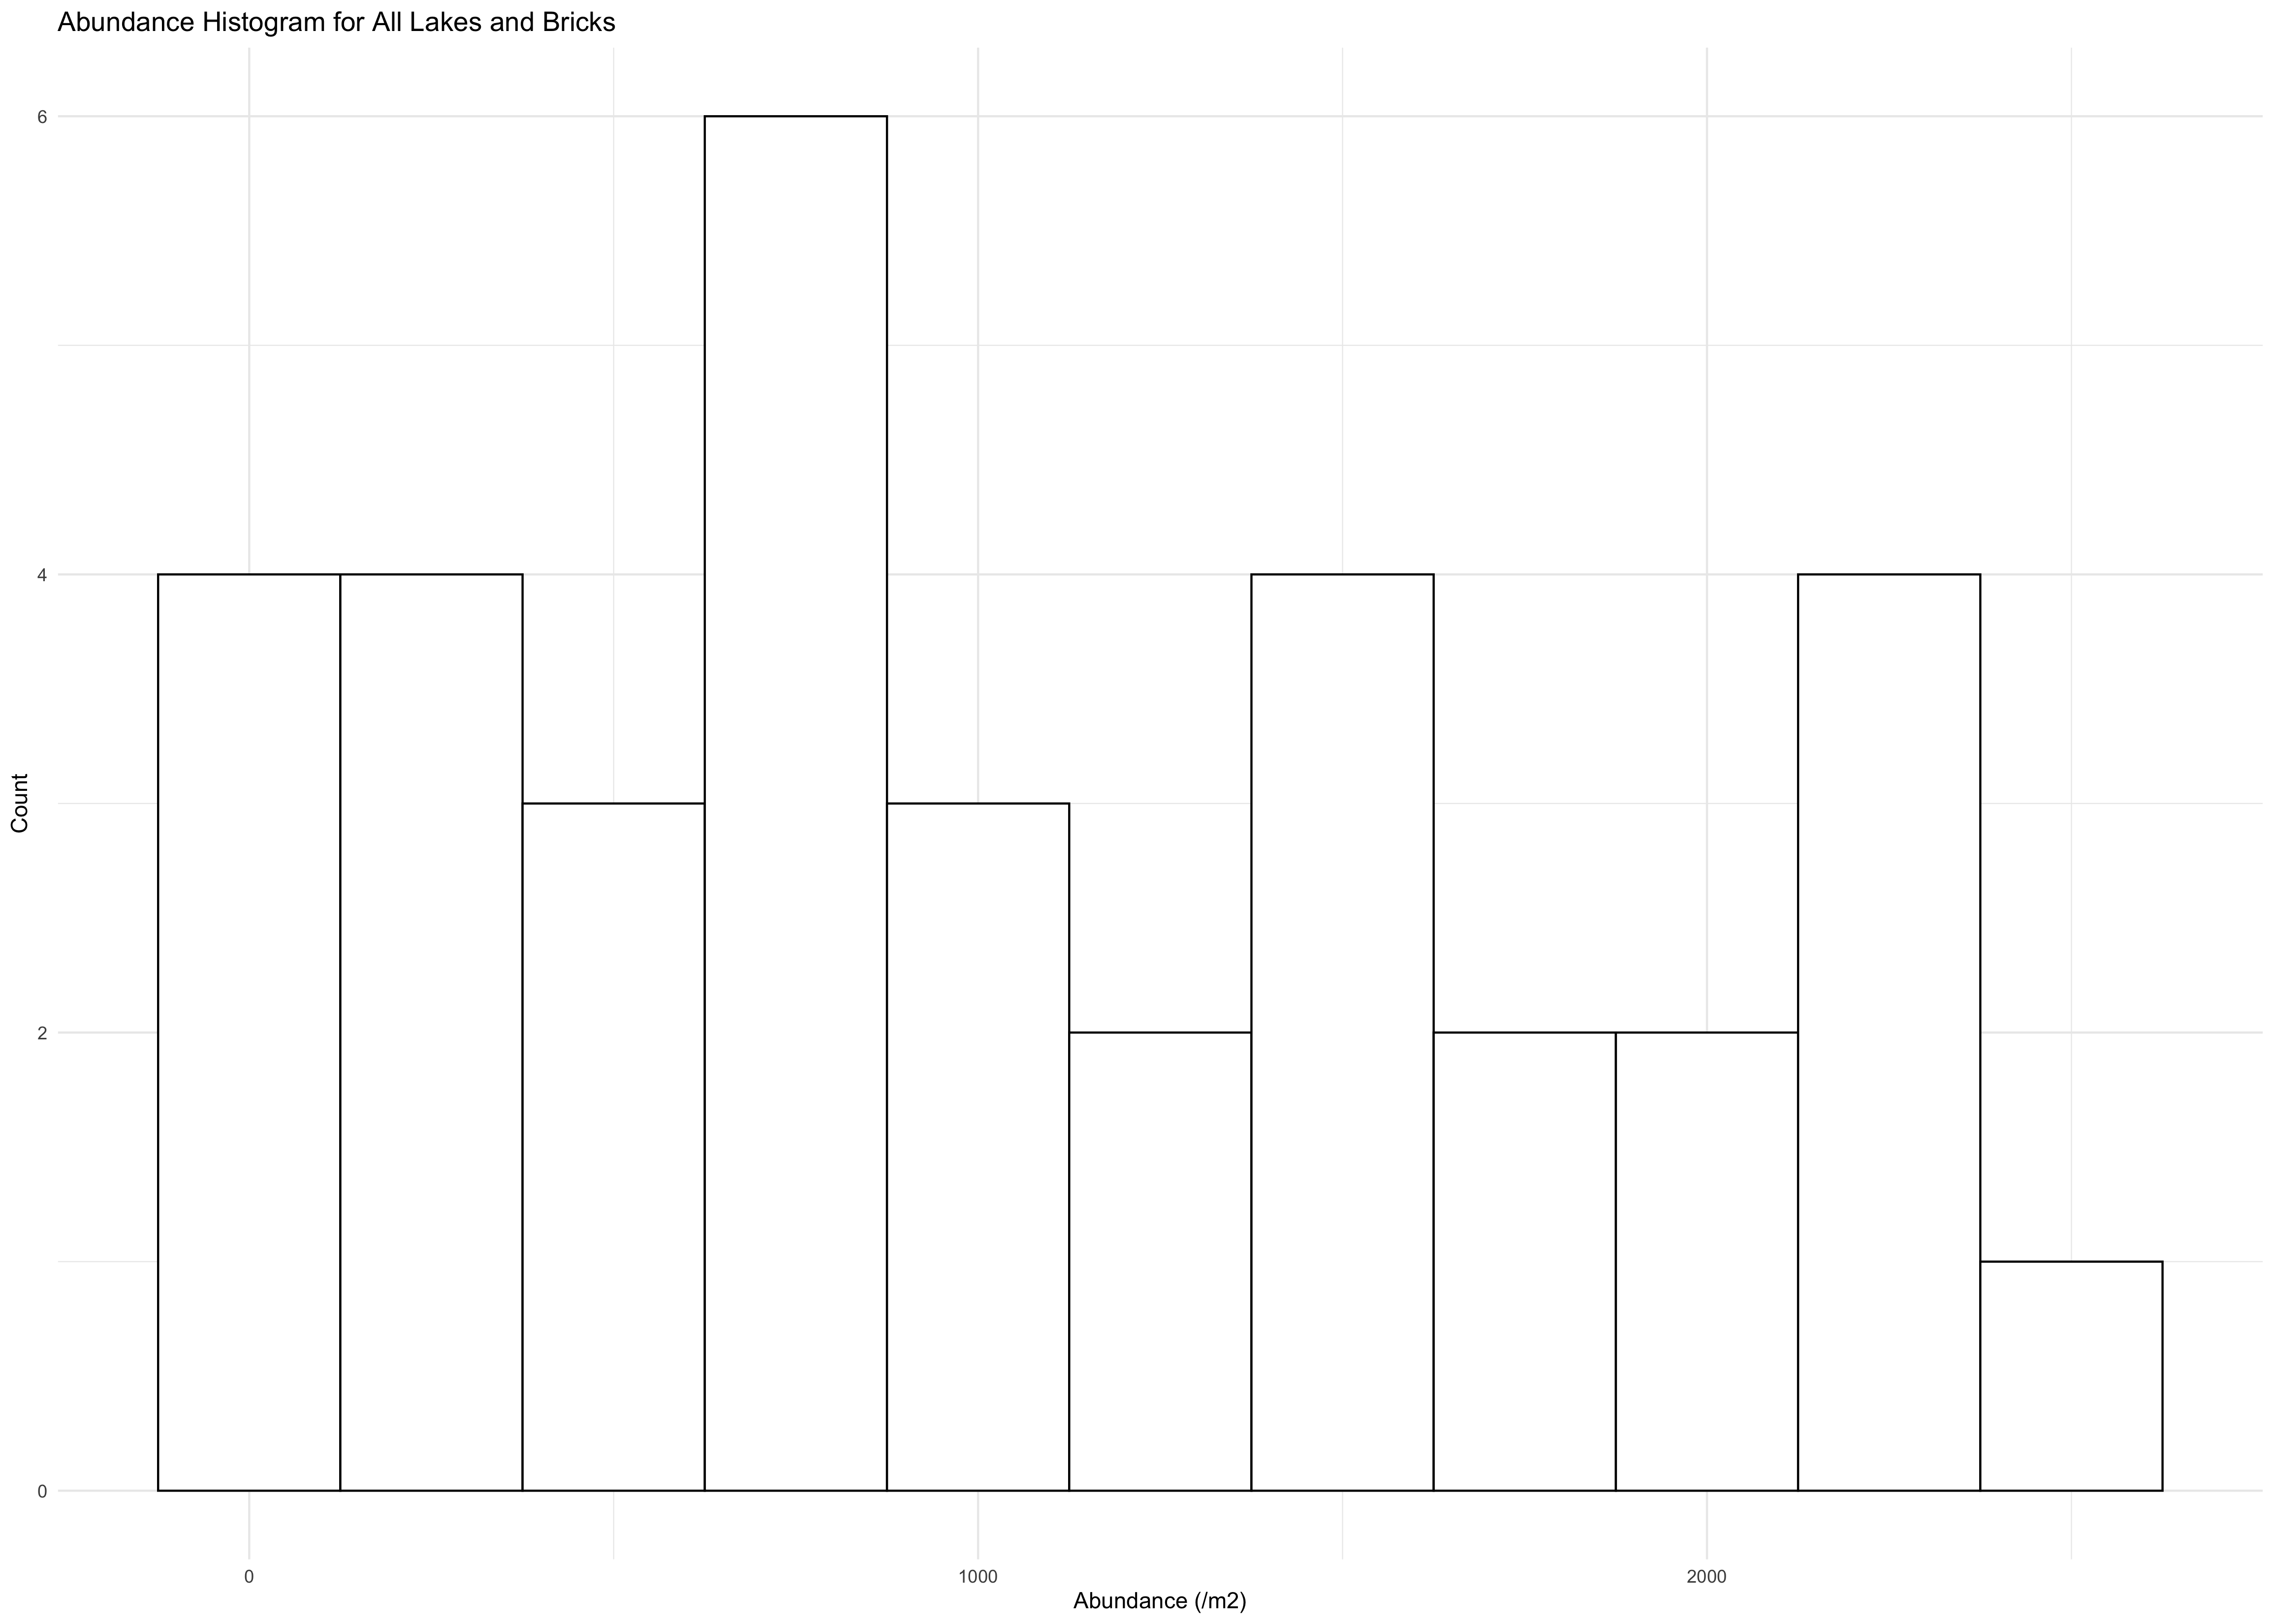 Abundance Histogram for All Lakes and Bricks
6
4
2
0
Count
0 1000 2000
Abundance (/m2)